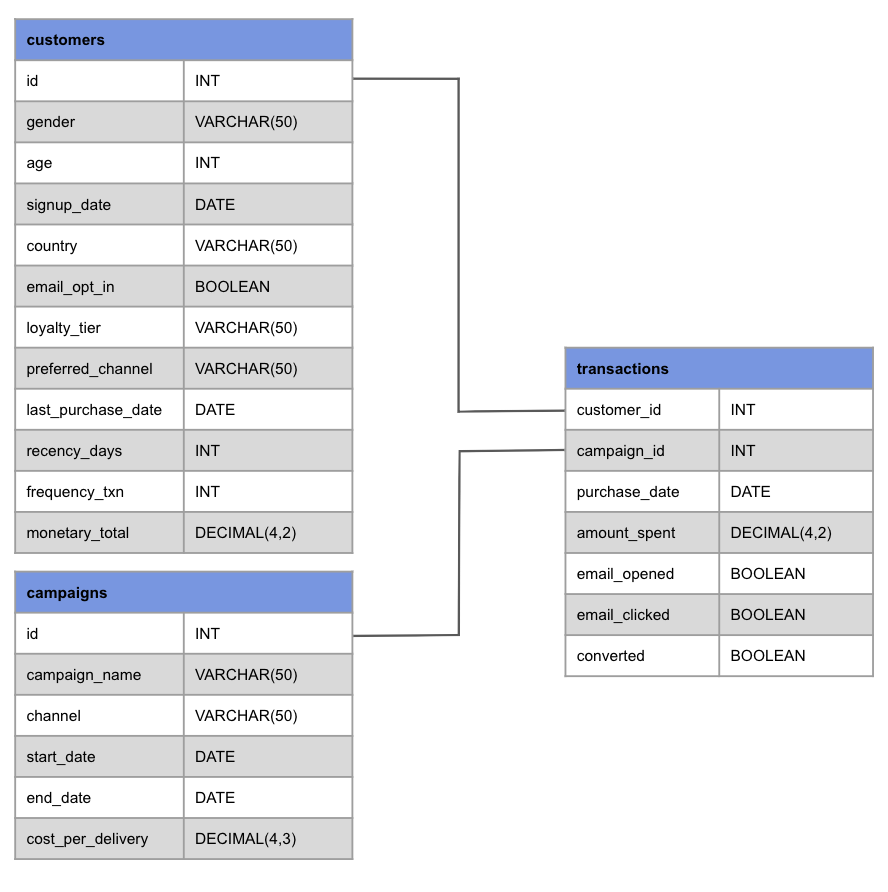 customers
id INT
gender VARCHAR(50)
age INT
signup_date DATE
country VARCHAR(50)
email_opt_in BOOLEAN
loyalty_tier VARCHAR(50)
preferred_channel VARCHAR(50)
last_purchase_date DATE
recency_days INT
frequency_txn INT
monetary_total DECIMAL(4,2)
campaigns
id INT
campaign_name VARCHAR(50)
channel VARCHAR(50)
start_date DATE
end_date DATE
cost_per_delivery DECIMAL(4,3)
transactions
customer_id INT
campaign_id INT
purchase_date DATE
amount_spent DECIMAL(4,2)
email_opened BOOLEAN
email_clicked BOOLEAN
converted BOOLEAN